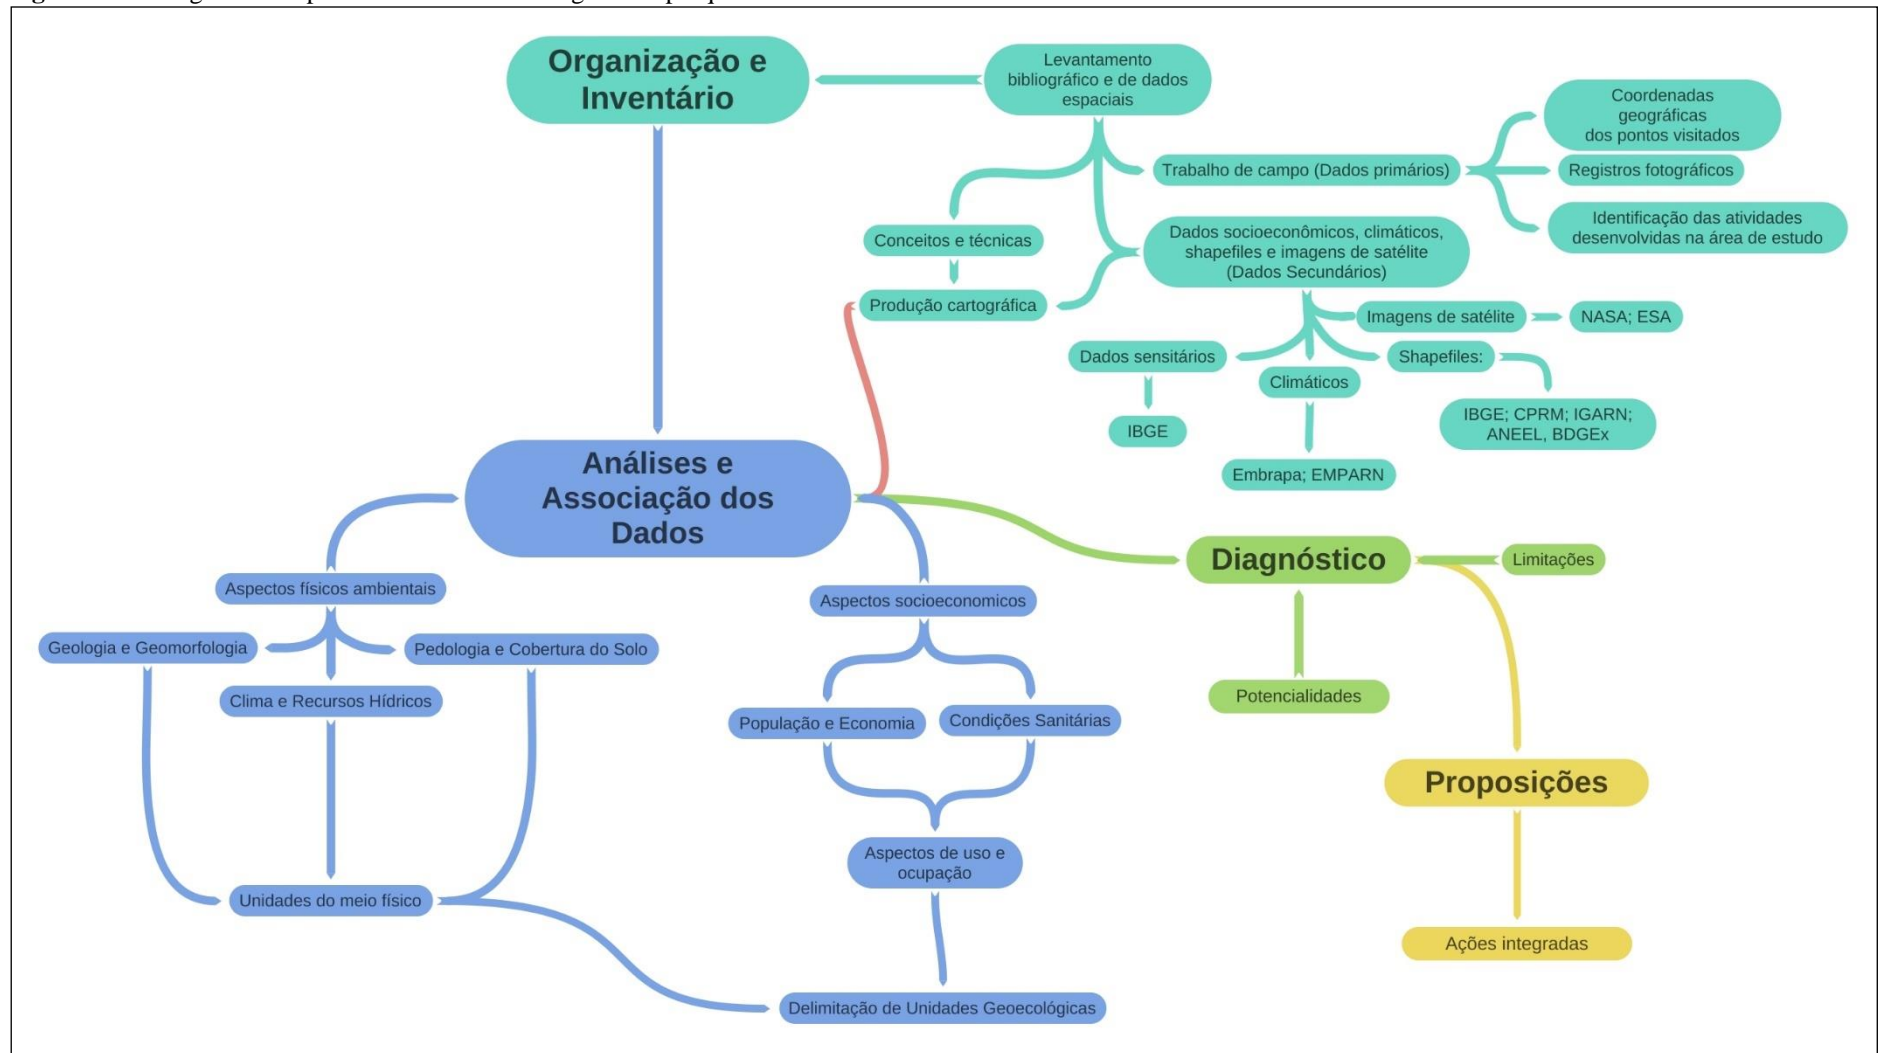 Organização e
Inventário
Levantamento
bibliográfico e de dados
espaciais
Coordenadas
geográficas
dos pontos visitados
Trabalho de campo (Dados primários)
Registros fotográficos
Identificação das atividades
desenvolvidas na área de estudo
Conceitos e técnicas
Dados socioeconômicos, climáticos,
shapefiles e imagens de satélite
(Dados Secundários)
Produção cartográfica
Imagens de satélite
NASA; ESA
Dados sensitários
Climáticos
Shapefiles:
IBGE
IBGE; CPRM; IGARN;
ANEEL, BDGEx
Embrapa; EMPARN
Análises e
Associação dos
Dados
Diagnóstico
Limitações
Potencialidades
Aspectos físicos ambientais
Aspectos socioeconomicos
Geologia e Geomorfologia
Pedologia e Cobertura do Solo
Clima e Recursos Hídricos
População e Economia
Condições Sanitárias
Proposições
Aspectos de uso e
ocupação
Unidades do meio físico
Ações integradas
Delimitação de Unidades Geoecológicas